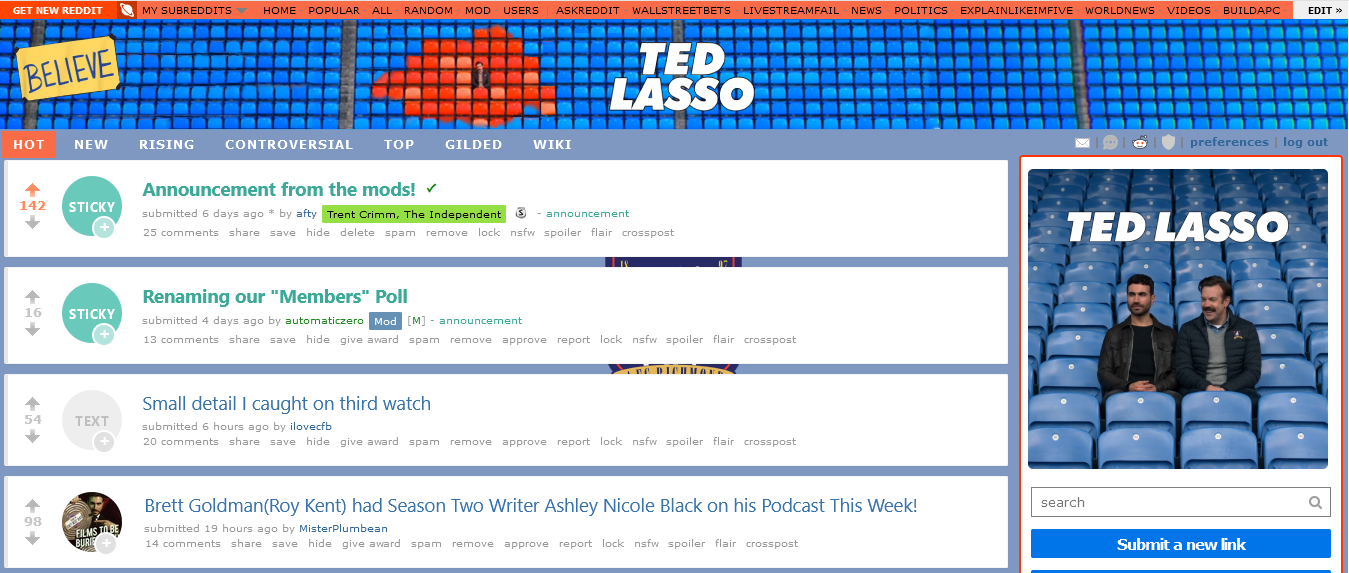 GET NEW REDDIT MY SUBREDDITS HOME - POPULAR - ALL - RANDOM - MOD - USERS | ASKREDDIT - WALLSTREETBETS - LIVESTREAMFAIL - NEWS - POLITICS - EXPLAINLIKEIMFIVE - WORLDNEWS - VIDEOS - BUILDAPC - EDIT »
BELIEVE
TED
LASSO
HOT NEW RISING CONTROVERSIAL TOP GILDED WIKI
| | | | preferences | log out
142
STICKY
+
Announcement from the mods! ✓
submitted 6 days ago * by afty Trent Crimm, The Independent - announcement
25 comments share save hide delete spam remove lock nsfw spoiler flair crosspost
18 97
16
STICKY
+
Renaming our "Members" Poll
submitted 4 days ago by automaticzero Mod [M] - announcement
13 comments share save hide give award spam remove approve report lock nsfw spoiler flair crosspost
AFC RICHMOND
54
TEXT
+
Small detail I caught on third watch
submitted 6 hours ago by ilovecfb
20 comments share save hide give award spam remove approve report lock nsfw spoiler flair crosspost
98
FILMS TO BE
+
Brett Goldman(Roy Kent) had Season Two Writer Ashley Nicole Black on his Podcast This Week!
submitted 19 hours ago by MisterPlumbean
14 comments share save hide give award spam remove approve report lock nsfw spoiler flair crosspost
TED LASSO
search
Submit a new link